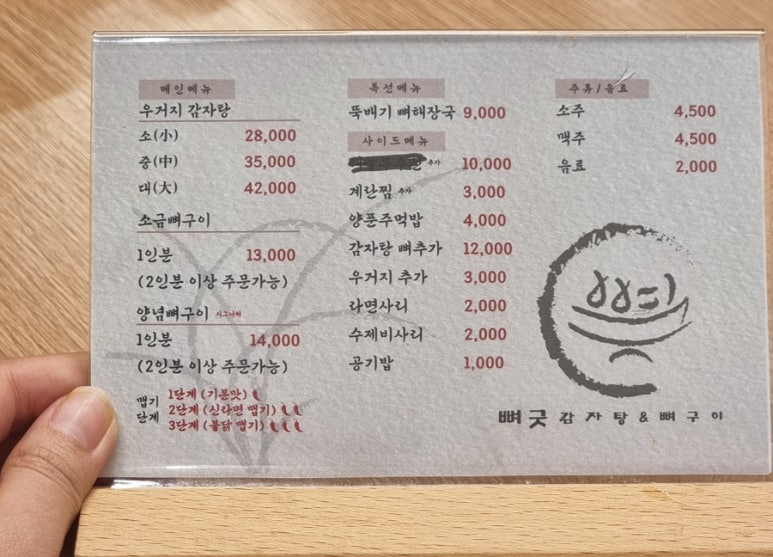 메인메뉴
우거지 감자탕
소(小) 28,000
중(中) 35,000
대(大) 42,000
소금뼈구이
1인분 13,000
(2인분 이상 주문가능)
양념뼈구이 시그니처
1인분 14,000
(2인분 이상 주문가능)
맵기 단계
1단계 (기본맛)
2단계 (신라면 맵기)
3단계 (불닭 맵기)
특선메뉴
뚝배기 뼈해장국 9,000
사이드메뉴
추가 10,000
계란찜 추가 3,000
양푼주먹밥 4,000
감자탕 뼈추가 12,000
우거지 추가 3,000
라면사리 2,000
수제비사리 2,000
공기밥 1,000
주류/음료
소주 4,500
맥주 4,500
음료 2,000
뼈굿 감자탕&뼈구이